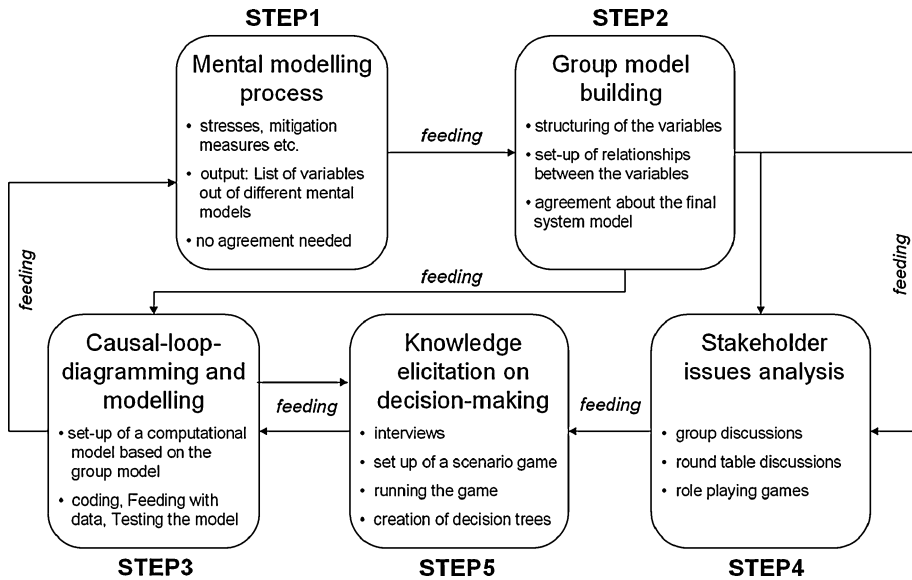 STEP1
Mental modelling
process
• stresses, mitigation
measures etc.
• output: List of variables
out of different mental
models
• no agreement needed
feeding
STEP2
Group model
building
• structuring of the variables
• set-up of relationships
between the variables
• agreement about the final
system model
feeding
feeding
feeding
Causal-loop-
diagramming and
modelling
• set-up of a computational
model based on the
group model
• coding, Feeding with
data, Testing the model
STEP3
feeding
Knowledge
elicitation on
decision-making
• interviews
• set up of a scenario game
• running the game
• creation of decision trees
STEP5
feeding
Stakeholder
issues analysis
• group discussions
• round table discussions
• role playing games
STEP4